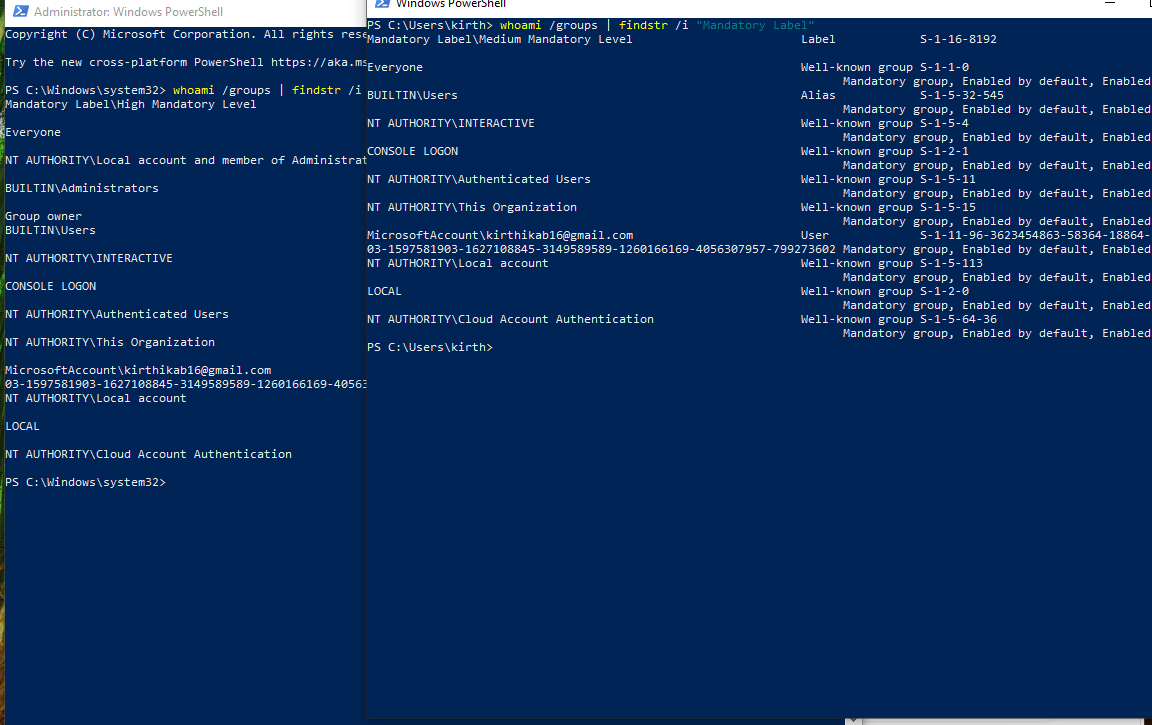 Administrator: Windows PowerShell
Copyright (C) Microsoft Corporation. All rights rese
Try the new cross-platform PowerShell https://aka.ms
PS C:\Windows\system32> whoami /groups | findstr /i
Mandatory Label\High Mandatory Level
Everyone
NT AUTHORITY\Local account and member of Administrat
BUILTIN\Administrators
Group owner
BUILTIN\Users
NT AUTHORITY\INTERACTIVE
CONSOLE LOGON
NT AUTHORITY\Authenticated Users
NT AUTHORITY\This Organization
MicrosoftAccount\kirthikab16@gmail.com
03-1597581903-1627108845-3149589589-1260166169-40563
NT AUTHORITY\Local account
LOCAL
NT AUTHORITY\Cloud Account Authentication
PS C:\Windows\system32>
Windows PowerShell
PS C:\Users\kirth> whoami /groups | findstr /i "Mandatory Label"
Mandatory Label\Medium Mandatory Level Label S-1-16-8192
Everyone Well-known group S-1-1-0
Mandatory group, Enabled by default, Enabled
BUILTIN\Users Alias S-1-5-32-545
Mandatory group, Enabled by default, Enabled
NT AUTHORITY\INTERACTIVE Well-known group S-1-5-4
Mandatory group, Enabled by default, Enabled
CONSOLE LOGON Well-known group S-1-2-1
Mandatory group, Enabled by default, Enabled
NT AUTHORITY\Authenticated Users Well-known group S-1-5-11
Mandatory group, Enabled by default, Enabled
NT AUTHORITY\This Organization Well-known group S-1-5-15
Mandatory group, Enabled by default, Enabled
MicrosoftAccount\kirthikab16@gmail.com User S-1-11-96-3623454863-58364-18864-
03-1597581903-1627108845-3149589589-1260166169-4056307957-799273602 Mandatory group, Enabled by default, Enabled
NT AUTHORITY\Local account Well-known group S-1-5-113
Mandatory group, Enabled by default, Enabled
LOCAL Well-known group S-1-2-0
Mandatory group, Enabled by default, Enabled
NT AUTHORITY\Cloud Account Authentication Well-known group S-1-5-64-36
Mandatory group, Enabled by default, Enabled
PS C:\Users\kirth>